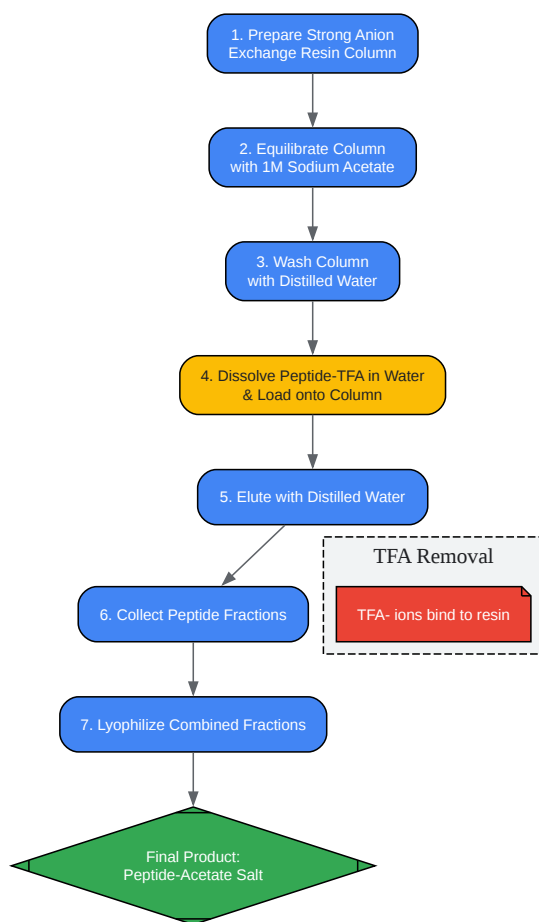 1. Prepare Strong Anion
Exchange Resin Column
2. Equilibrate Column
with 1M Sodium Acetate
3. Wash Column
with Distilled Water
4. Dissolve Peptide-TFA in Water
& Load onto Column
5. Elute with Distilled Water
TFA Removal
TFA- ions bind to resin
6. Collect Peptide Fractions
7. Lyophilize Combined Fractions
Final Product:
Peptide-Acetate Salt